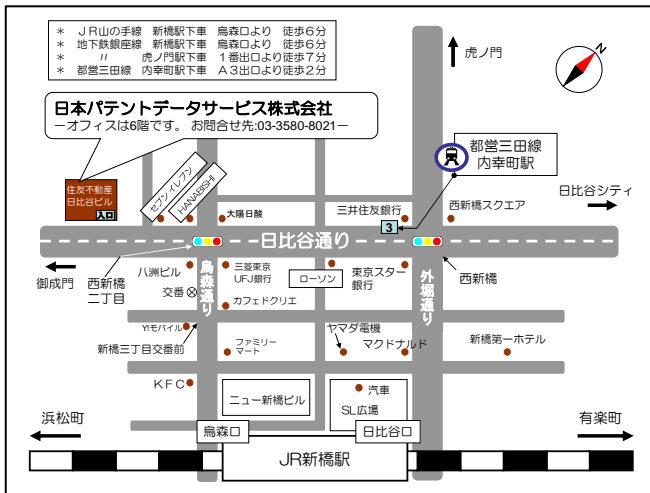 * JR山の手線 新橋駅下車 烏森口より 徒歩6分
* 地下鉄銀座線 新橋駅下車 烏森口より 徒歩6分
* 〃 虎ノ門駅下車 1番出口より徒歩7分
* 都営三田線 内幸町駅下車 A3出口より徒歩2分
虎ノ門
N
日本パテントデータサービス株式会社
−オフィスは6階です。 お問合せ先:03-3580-8021−
都営三田線
内幸町駅
住友不動産
日比谷ビル
入口
セブンイレブン
HANABISHI
大陽日酸
三井住友銀行
3
西新橋スクエア
日比谷シティ
日比谷通り
御成門
西新橋
二丁目
八洲ビル
交番
烏森通り
三菱東京
UFJ銀行
カフェドクリエ
ローソン
東京スター
銀行
外堀通り
西新橋
Y!モバイル
新橋三丁目交番前
ファミリー
マート
ヤマダ電機
マクドナルド
新橋第一ホテル
KFC
ニュー新橋ビル
汽車
SL広場
浜松町
烏森口
日比谷口
有楽町
JR新橋駅